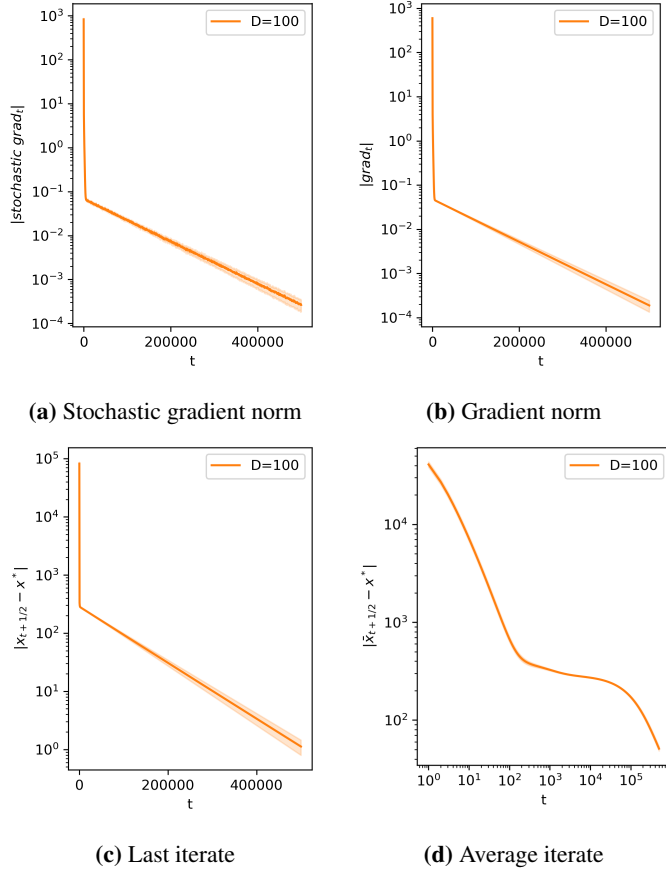 10³
10²
10¹
10⁰
10⁻¹
10⁻²
10⁻³
10⁻⁴
|stochastic gradₜ|
D=100
0
200000
400000
t
(a) Stochastic gradient norm
10³
10²
10¹
10⁰
10⁻¹
10⁻²
10⁻³
10⁻⁴
|gradₜ|
D=100
0
200000
400000
t
(b) Gradient norm
10⁵
10⁴
10³
10²
10¹
10⁰
|xₜ₊₁/₂ − x*|
D=100
0
200000
400000
t
(c) Last iterate
10⁴
10³
10²
|x̄ₜ₊₁/₂ − x*|
D=100
10⁰
10¹
10²
10³
10⁴
10⁵
t
(d) Average iterate